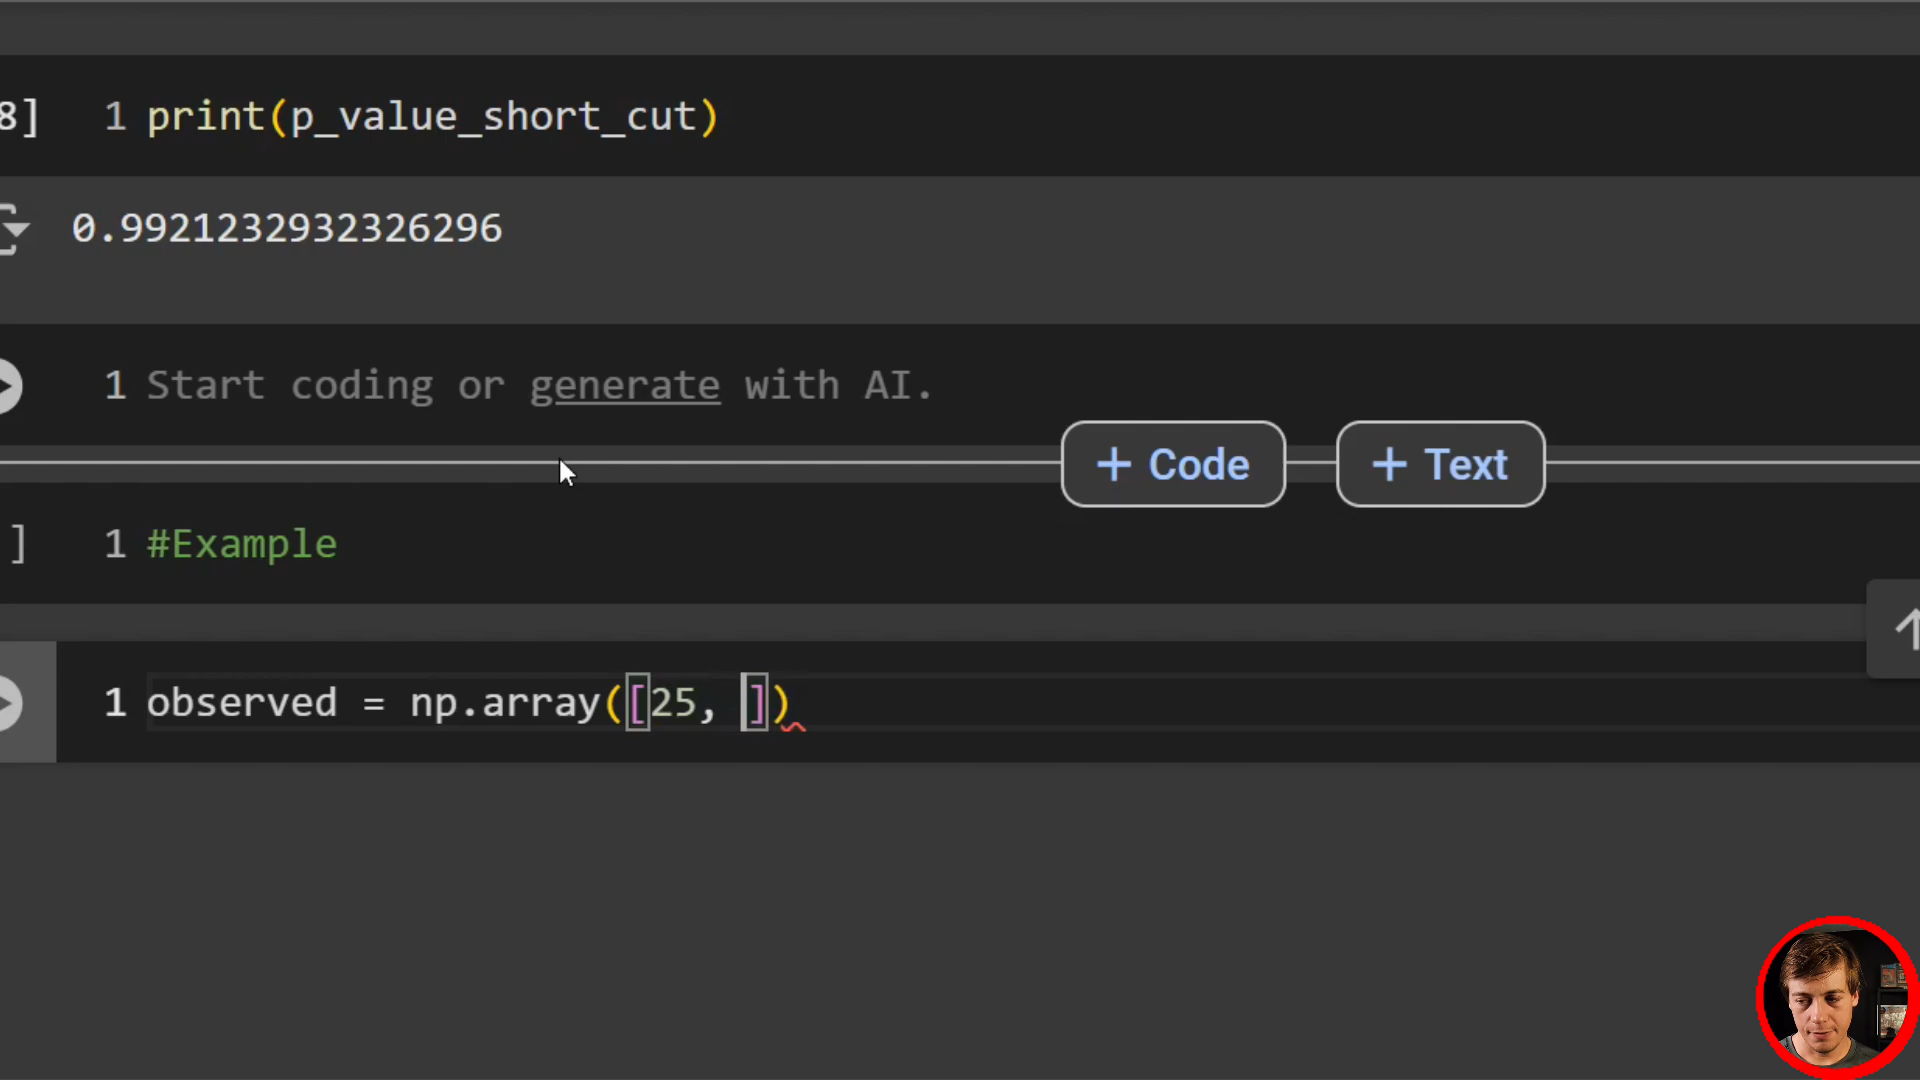 8] 1 print(p_value_short_cut)
0.9921232932326296
1 Start coding or generate with AI.
+ Code + Text
] 1 #Example
1 observed = np.array([25, ])